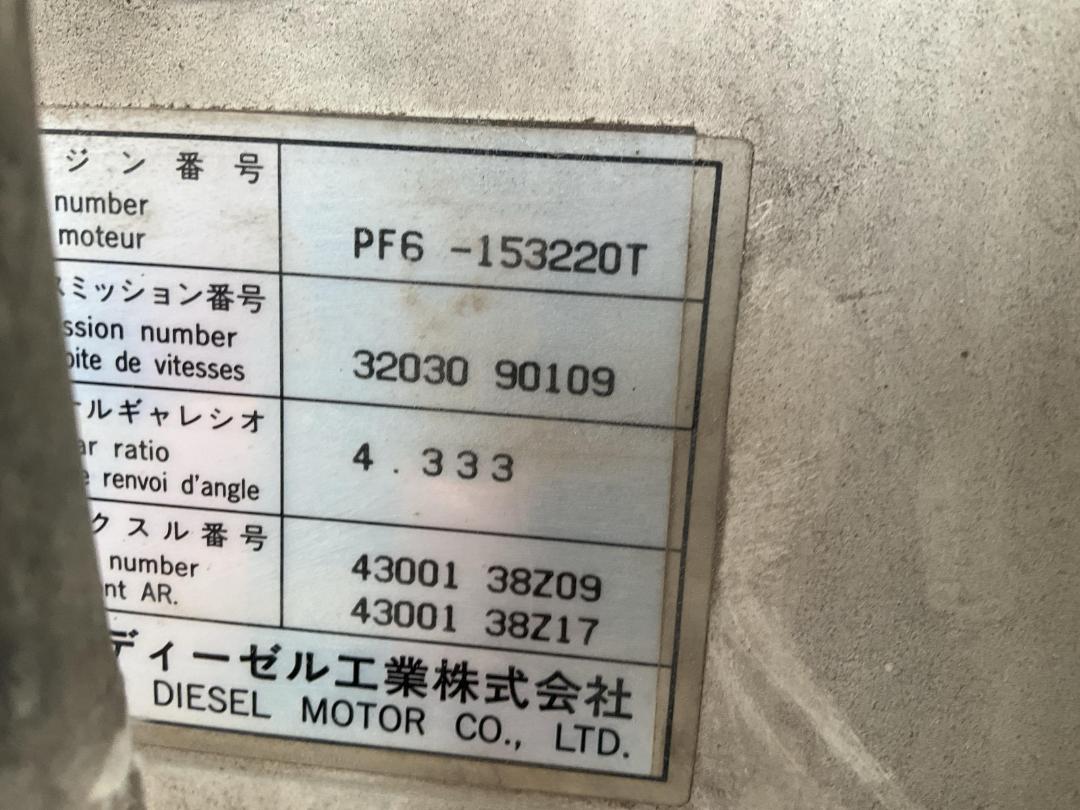 ジン番号
number
moteur
PF6 -153220T
スミッション番号
ssion number
oite de vitesses
32030 90109
ルギャレシオ
ar ratio
renvoi d'angle
4.333
クスル番号
number
nt AR.
43001 38Z09
43001 38Z17
ディーゼル工業株式会社
DIESEL MOTOR CO., LTD.